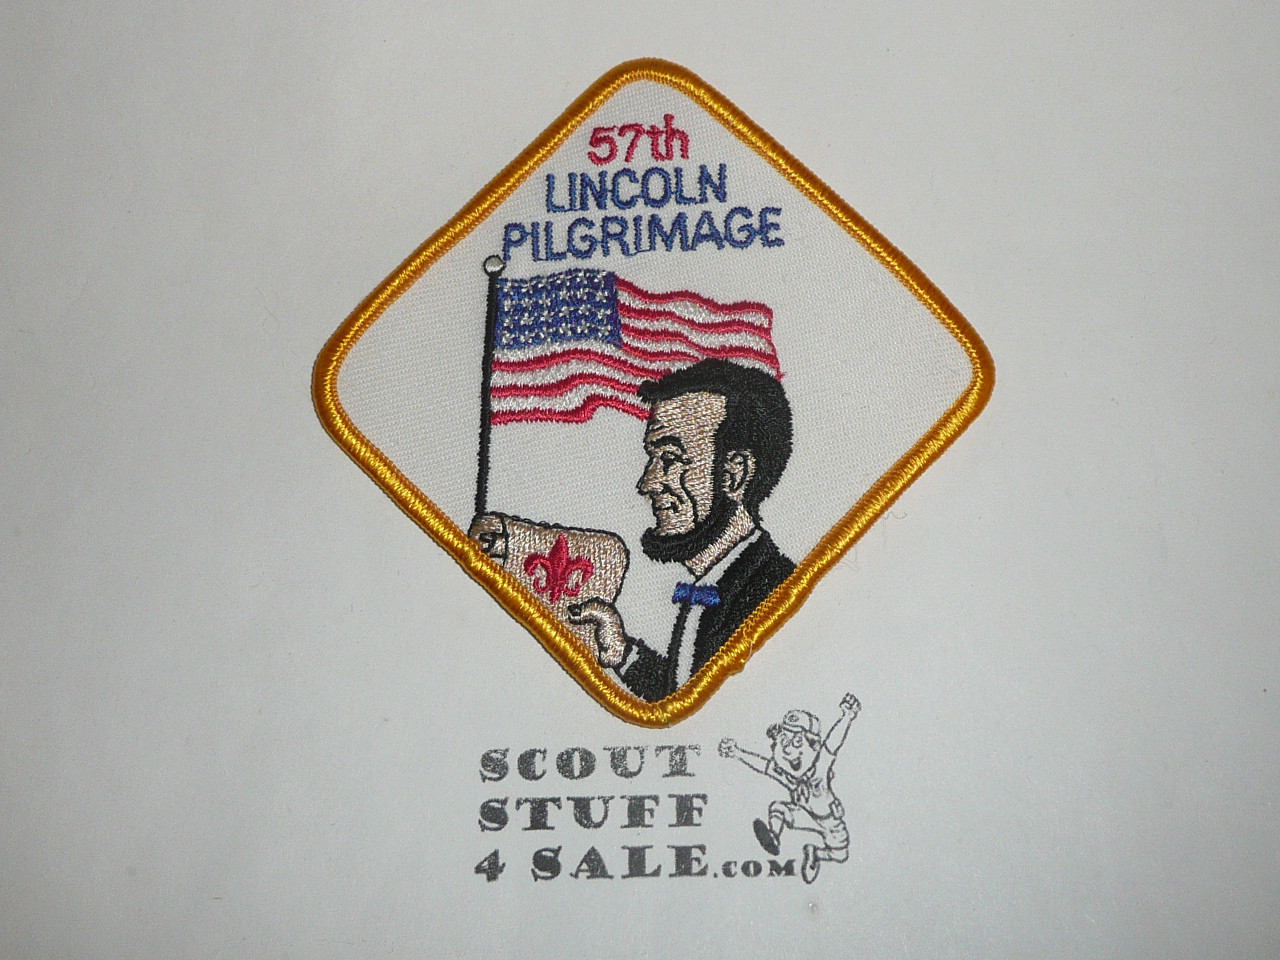 57th
LINCOLN
PILGRIMAGE
SCOUT
STUFF
4 SALE.COM